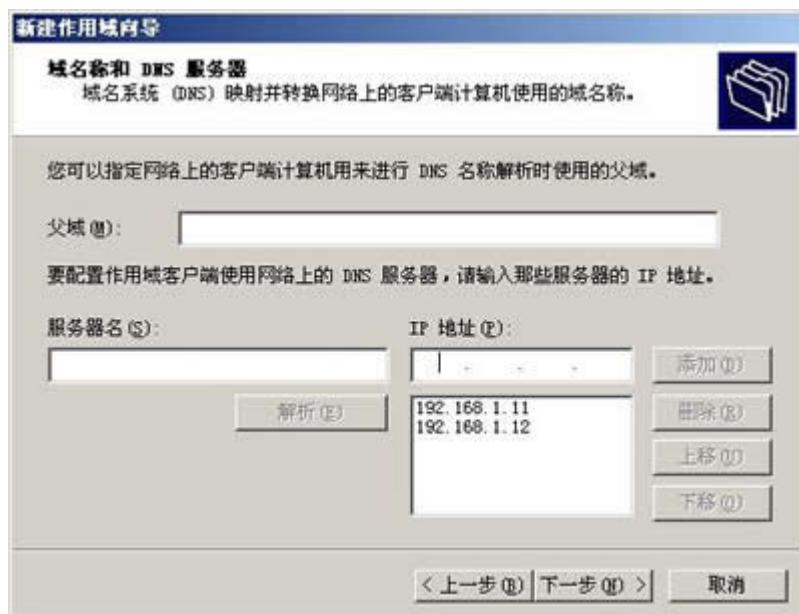 新建作用域向导
域名称和 DNS 服务器
域名系统 (DNS) 映射并转换网络上的客户端计算机使用的域名称。
您可以指定网络上的客户端计算机用来进行 DNS 名称解析时使用的父域。
父域(M):
要配置作用域客户端使用网络上的 DNS 服务器，请输入那些服务器的 IP 地址。
服务器名(S): IP 地址(P):
. . . 添加(D)
解析(E) 192.168.1.11 删除(R)
192.168.1.12
上移(U)
下移(O)
< 上一步(B) 下一步(N) > 取消